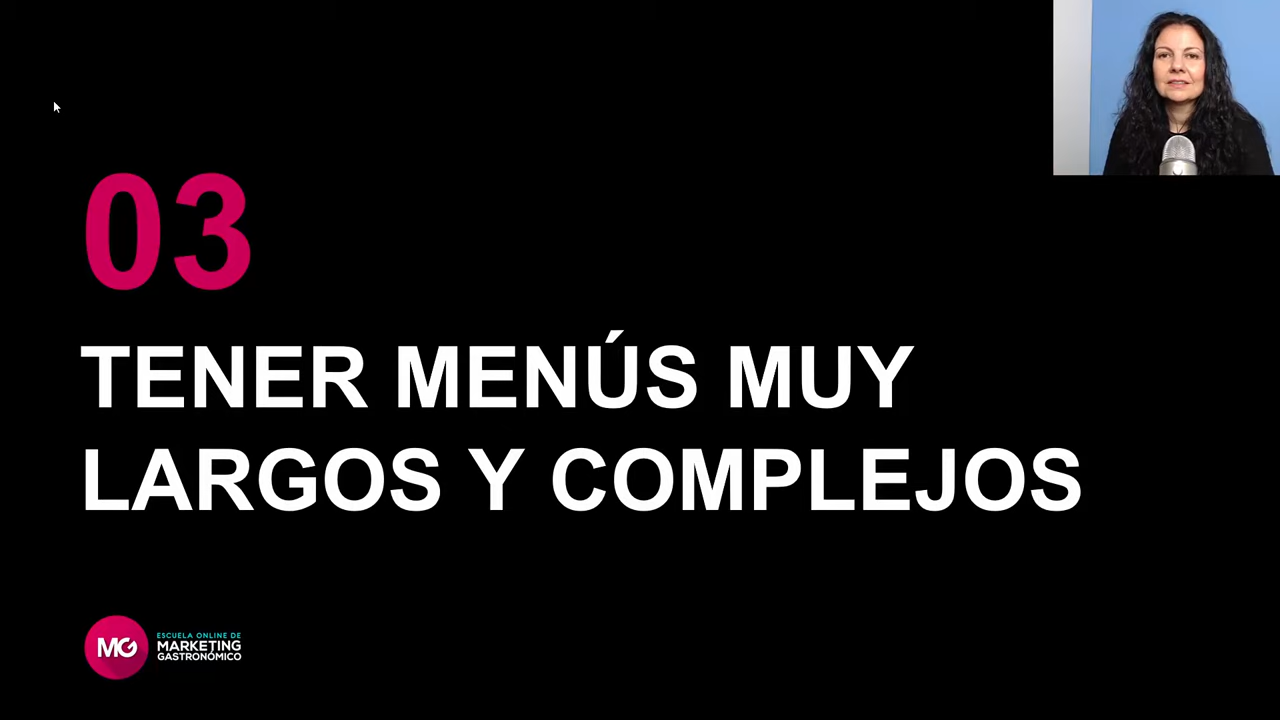 03
TENER MENÚS MUY
LARGOS Y COMPLEJOS
MG
ESCUELA ONLINE DE
MARKETING
GASTRONÓMICO